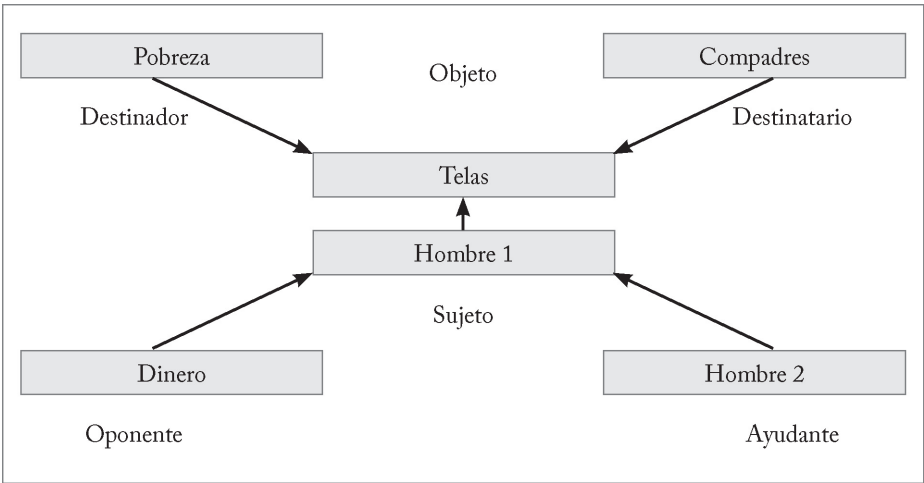 Pobreza
Objeto
Compadres
Destinador
Destinatario
Telas
Hombre 1
Sujeto
Dinero
Hombre 2
Oponente
Ayudante